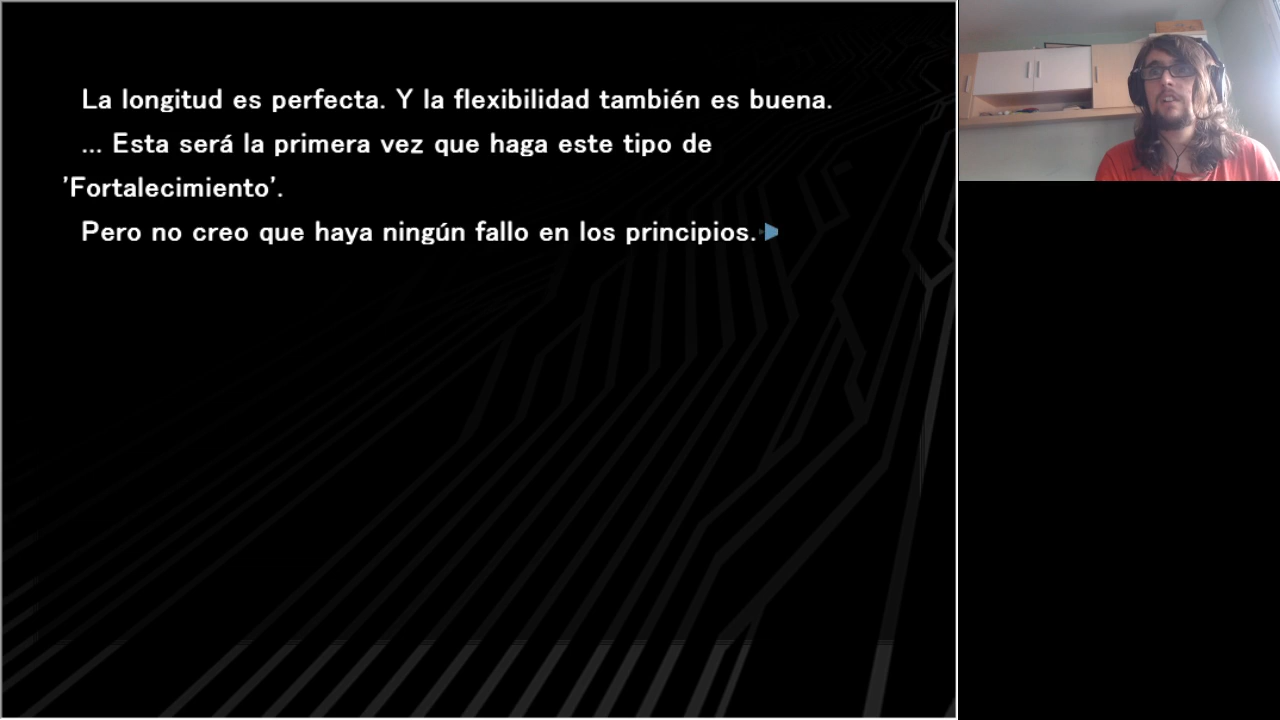 La longitud es perfecta. Y la flexibilidad también es buena.
... Esta será la primera vez que haga este tipo de
'Fortalecimiento'.
Pero no creo que haya ningún fallo en los principios.